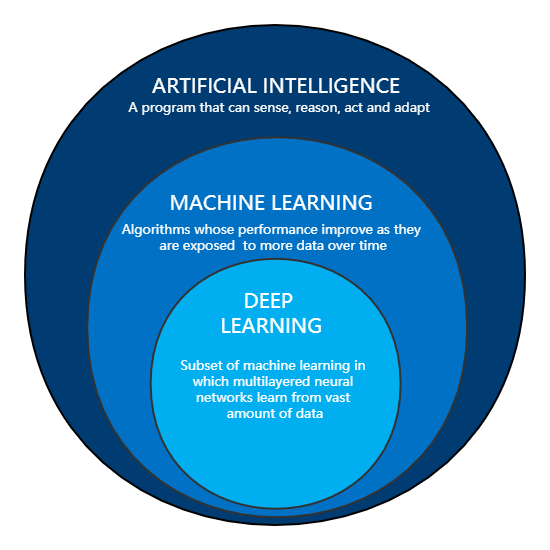 ARTIFICIAL INTELLIGENCE
A program that can sense, reason, act and adapt
MACHINE LEARNING
Algorithms whose performance improve as they
are exposed  to more data over time
DEEP
LEARNING
Subset of machine learning in
which multilayered neural
networks learn from vast
amount of data